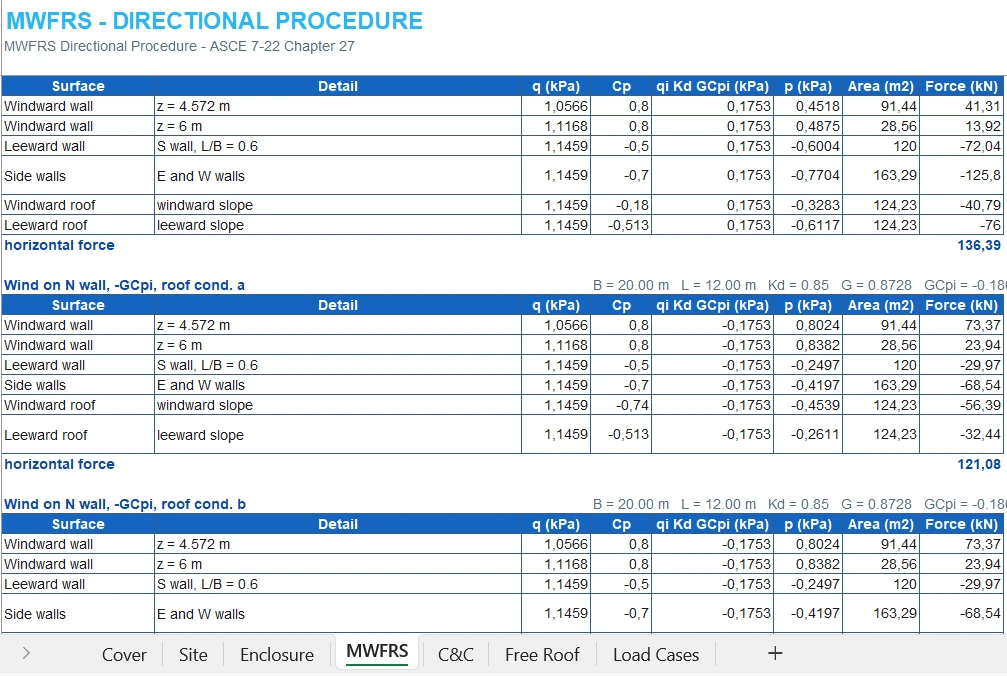 MWFRS - DIRECTIONAL PROCEDURE
MWFRS Directional Procedure - ASCE 7-22 Chapter 27
Surface Detail q (kPa) Cp qi Kd GCpi (kPa) p (kPa) Area (m2) Force (kN)
Windward wall z = 4.572 m 1,0566 0,8 0,1753 0,4518 91,44 41,31
Windward wall z = 6 m 1,1168 0,8 0,1753 0,4875 28,56 13,92
Leeward wall S wall, L/B = 0.6 1,1459 -0,5 0,1753 -0,6004 120 -72,04
Side walls E and W walls 1,1459 -0,7 0,1753 -0,7704 163,29 -125,8
Windward roof windward slope 1,1459 -0,18 0,1753 -0,3283 124,23 -40,79
Leeward roof leeward slope 1,1459 -0,513 0,1753 -0,6117 124,23 -76
horizontal force 136,39
Wind on N wall, -GCpi, roof cond. a B = 20.00 m L = 12.00 m Kd = 0.85 G = 0.8728 GCpi = -0.18
Surface Detail q (kPa) Cp qi Kd GCpi (kPa) p (kPa) Area (m2) Force (kN)
Windward wall z = 4.572 m 1,0566 0,8 -0,1753 0,8024 91,44 73,37
Windward wall z = 6 m 1,1168 0,8 -0,1753 0,8382 28,56 23,94
Leeward wall S wall, L/B = 0.6 1,1459 -0,5 -0,1753 -0,2497 120 -29,97
Side walls E and W walls 1,1459 -0,7 -0,1753 -0,4197 163,29 -68,54
Windward roof windward slope 1,1459 -0,74 -0,1753 -0,4539 124,23 -56,39
Leeward roof leeward slope 1,1459 -0,513 -0,1753 -0,2611 124,23 -32,44
horizontal force 121,08
Wind on N wall, -GCpi, roof cond. b B = 20.00 m L = 12.00 m Kd = 0.85 G = 0.8728 GCpi = -0.18
Surface Detail q (kPa) Cp qi Kd GCpi (kPa) p (kPa) Area (m2) Force (kN)
Windward wall z = 4.572 m 1,0566 0,8 -0,1753 0,8024 91,44 73,37
Windward wall z = 6 m 1,1168 0,8 -0,1753 0,8382 28,56 23,94
Leeward wall S wall, L/B = 0.6 1,1459 -0,5 -0,1753 -0,2497 120 -29,97
Side walls E and W walls 1,1459 -0,7 -0,1753 -0,4197 163,29 -68,54
Cover Site Enclosure MWFRS C&C Free Roof Load Cases +